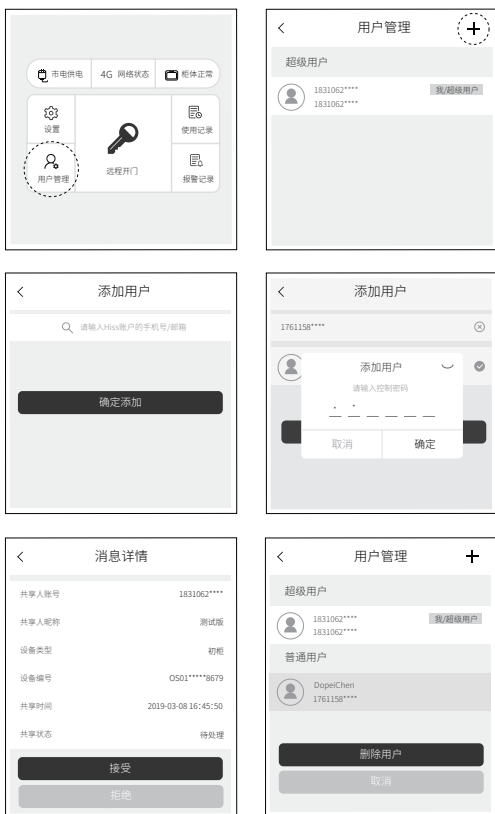 市电供电 4G 网络状态 柜体正常
设置
使用记录
远程开门
用户管理
报警记录
用户管理
超级用户
1831062****
我/超级用户
1831062****
添加用户
请输入Hiss账户的手机号/邮箱
确定添加
添加用户
1761158****
添加用户
请输入控制密码
取消 确定
消息详情
共享人账号 1831062****
共享人昵称 测试版
设备类型 初柜
设备编号 OS01*****8679
共享时间 2019-03-08 16:45:50
共享状态 待处理
接受
拒绝
用户管理
超级用户
1831062****
我/超级用户
1831062****
普通用户
DopeiChen
1761158****
删除用户
取消